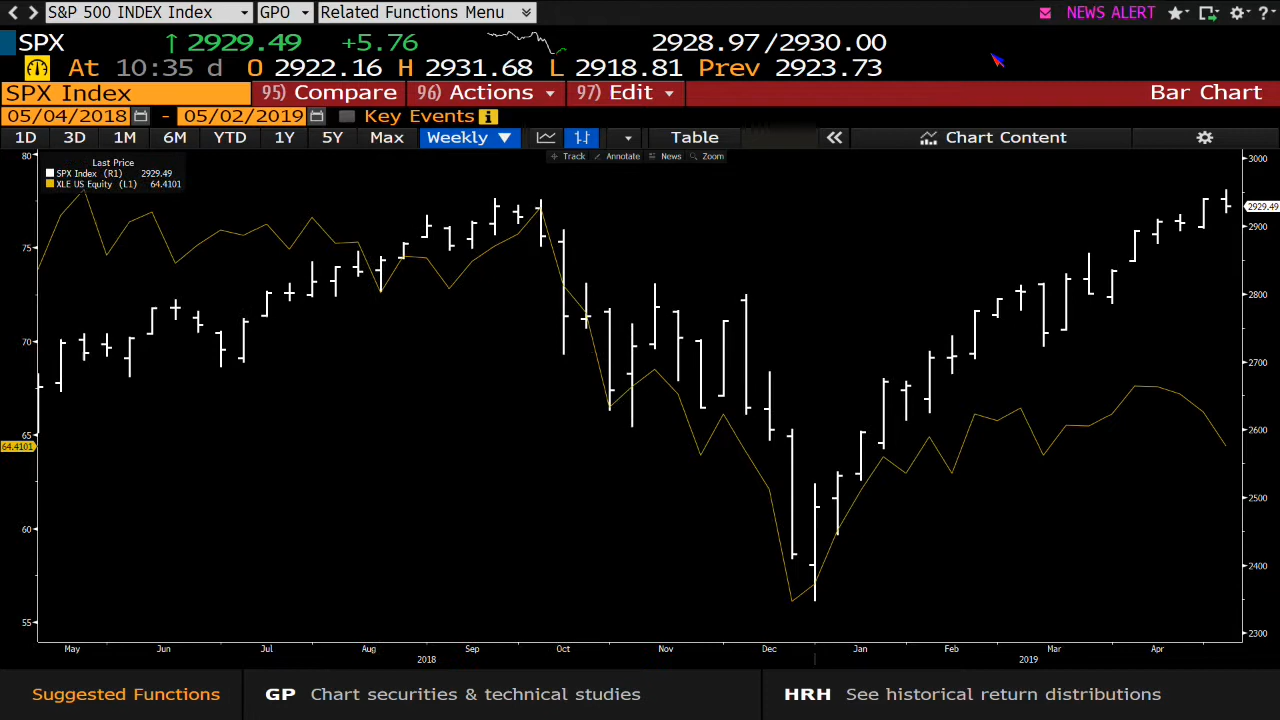 S&P 500 INDEX Index GPO Related Functions Menu NEWS ALERT ?
SPX ↑ 2929.49 +5.76 2928.97/2930.00
At 10:35 d O 2922.16 H 2931.68 L 2918.81 Prev 2923.73
SPX Index 95) Compare 96) Actions 97) Edit Bar Chart
05/04/2018 - 05/02/2019 Key Events i
1D 3D 1M 6M YTD 1Y 5Y Max Weekly ▼ Table « Chart Content
Track Annotate News Zoom
Last Price
SPX Index (R1) 2929.49
XLE US Equity (L1) 64.4101
80
75
70
65
64.4101
60
55
3000
2929.49
2900
2800
2700
2600
2500
2400
2300
May Jun Jul Aug Sep Oct Nov Dec Jan Feb Mar Apr
2018 2019
Suggested Functions GP Chart securities & technical studies HRH See historical return distributions